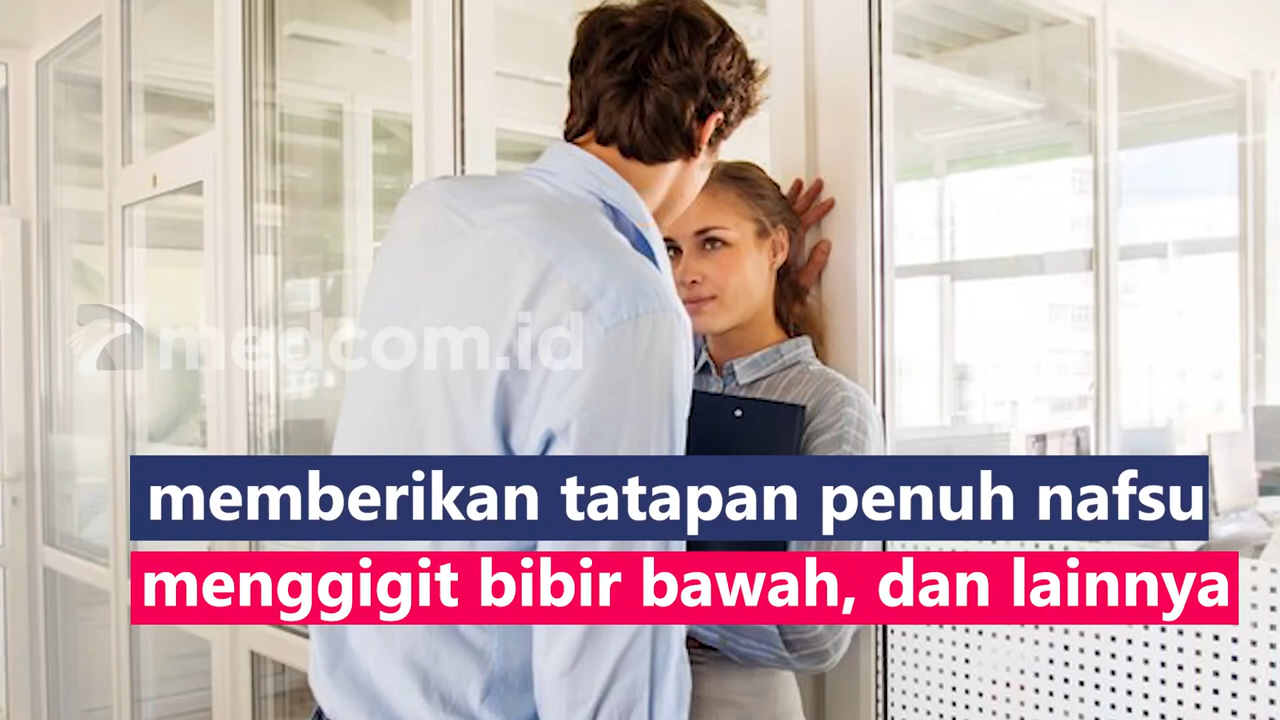 medcom.id
memberikan tatapan penuh nafsu
menggigit bibir bawah, dan lainnya